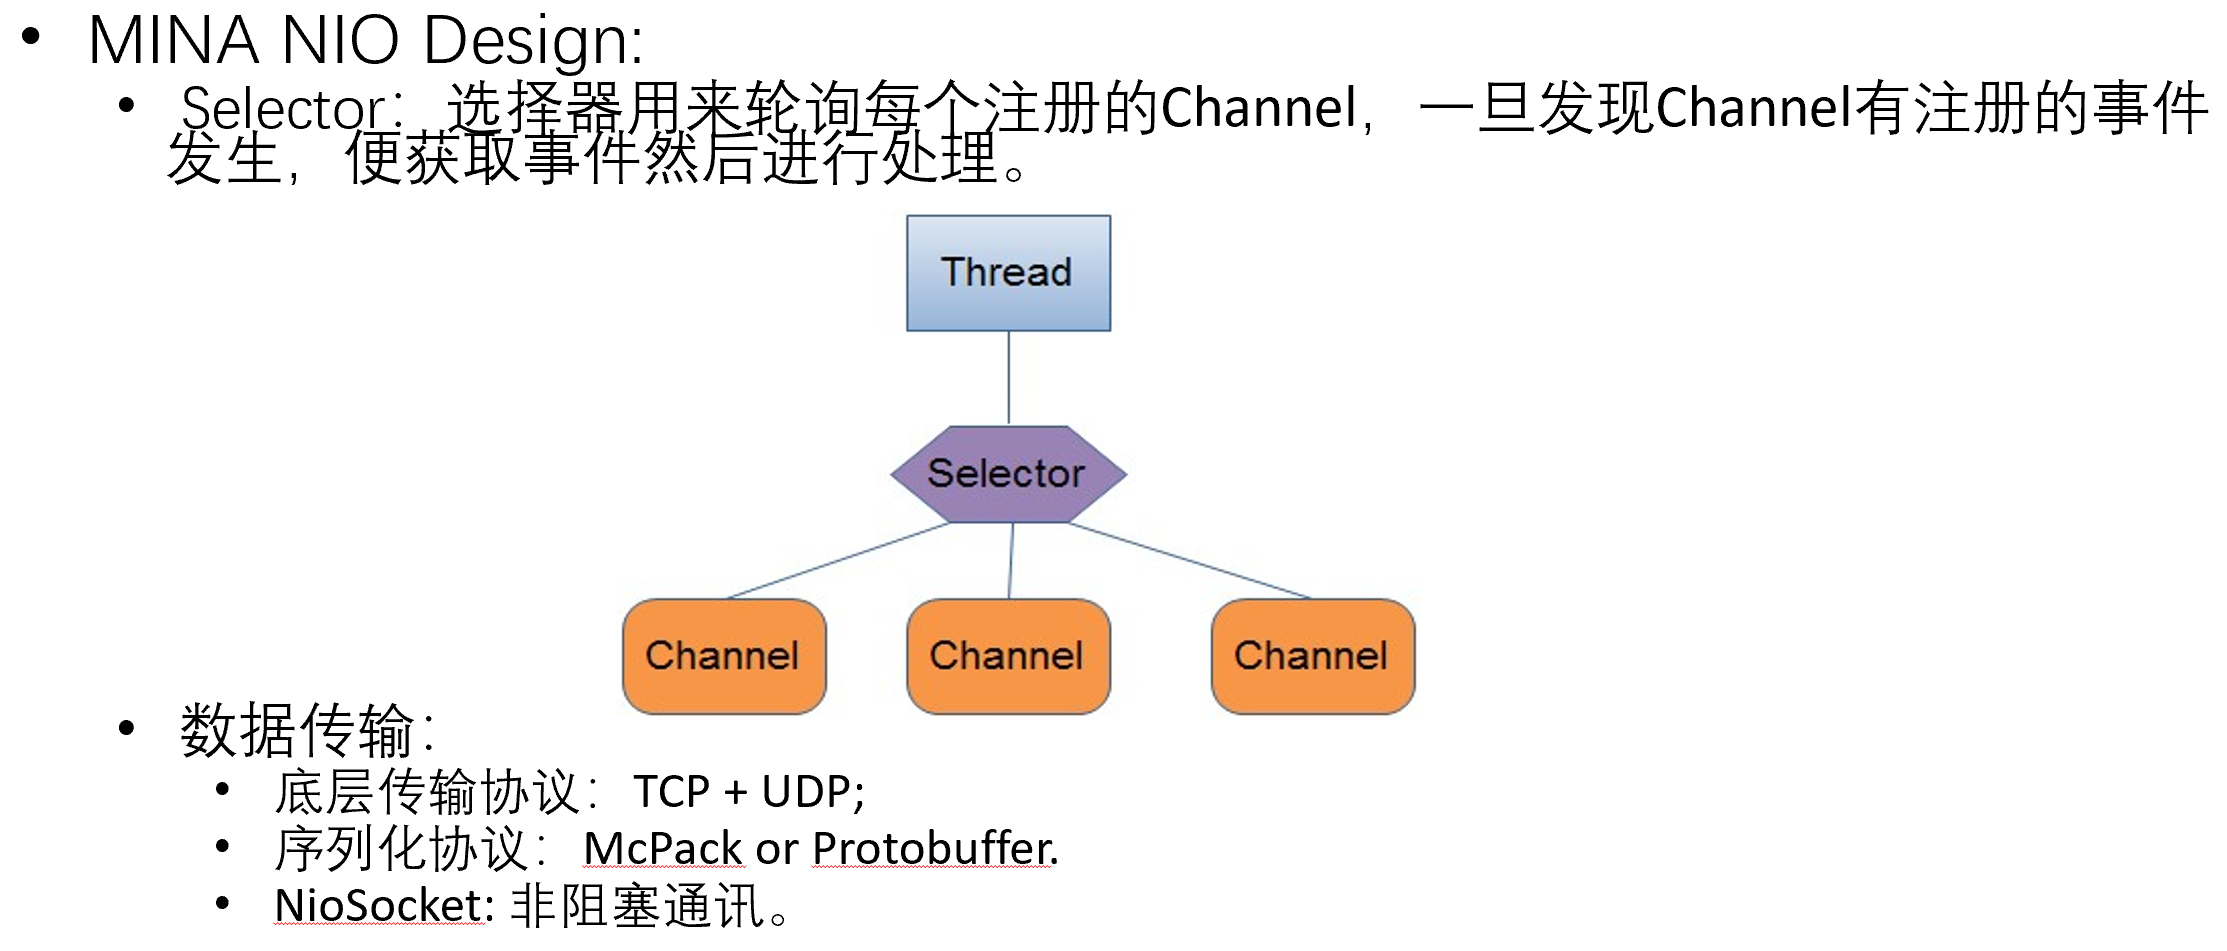 • MINA NIO Design:
• Selector：选择器用来轮询每个注册的Channel，一旦发现Channel有注册的事件
发生，便获取事件然后进行处理。
Thread
Selector
Channel Channel Channel
• 数据传输：
• 底层传输协议：TCP + UDP;
• 序列化协议：McPack or Protobuffer.
• NioSocket: 非阻塞通讯。